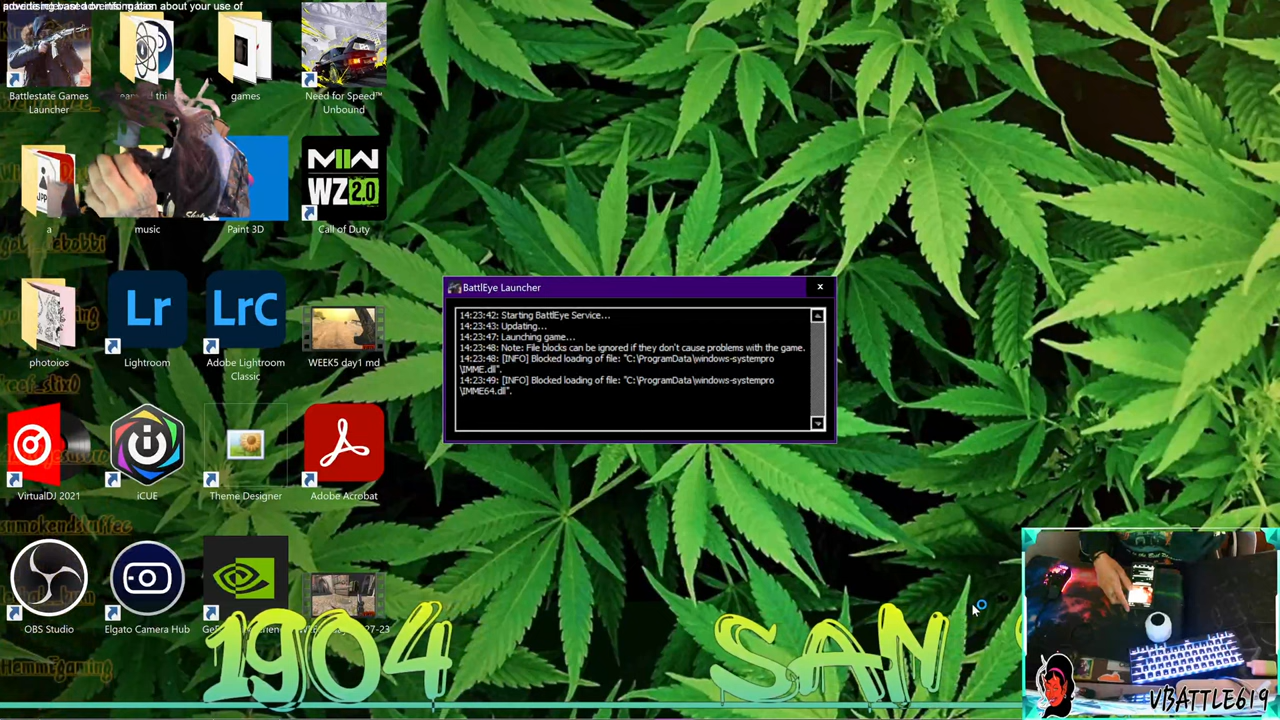 Battlestate Games
Launcher
games
Need for Speed™
Unbound
a
music
Paint 3D
MWII
WZ 2.0
Call of Duty
photoios
Lr
Lightroom
LrC
Adobe Lightroom
Classic
WEEK5 day1 md
BattlEye Launcher
14:23:42: Starting BattlEye Service...
14:23:43: Updating...
14:23:47: Launching game...
14:23:48: Note: File blocks can be ignored if they don't cause problems with the game.
14:23:48: [INFO] Blocked loading of file: "C:\ProgramData\windows-systempro
\IMME.dll".
14:23:49: [INFO] Blocked loading of file: "C:\ProgramData\windows-systempro
\IMME64.dll".
VirtualDJ 2021
iCUE
Theme Designer
Adobe Acrobat
OBS Studio
Elgato Camera Hub
1904
SAN
VBATTLE619